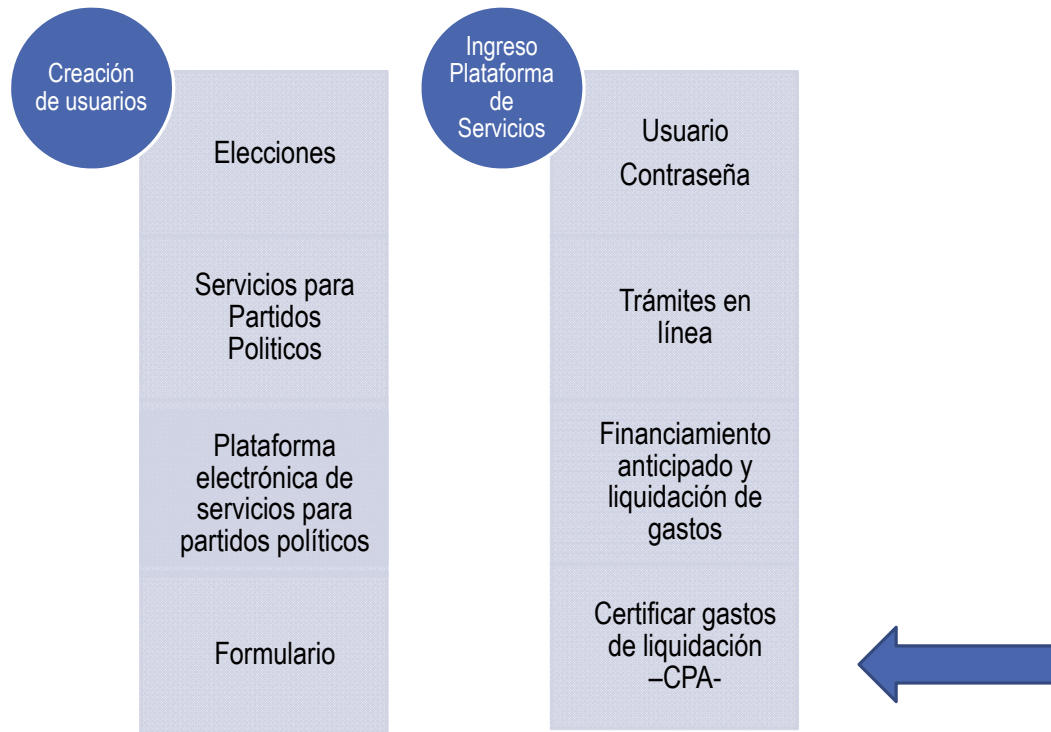 Creación
de usuarios
Elecciones
Servicios para
Partidos
Politicos
Plataforma
electrónica de
servicios para
partidos políticos
Formulario
Ingreso
Plataforma
de
Servicios
Usuario
Contraseña
Trámites en
línea
Financiamiento
anticipado y
liquidación de
gastos
Certificar gastos
de liquidación
–CPA-